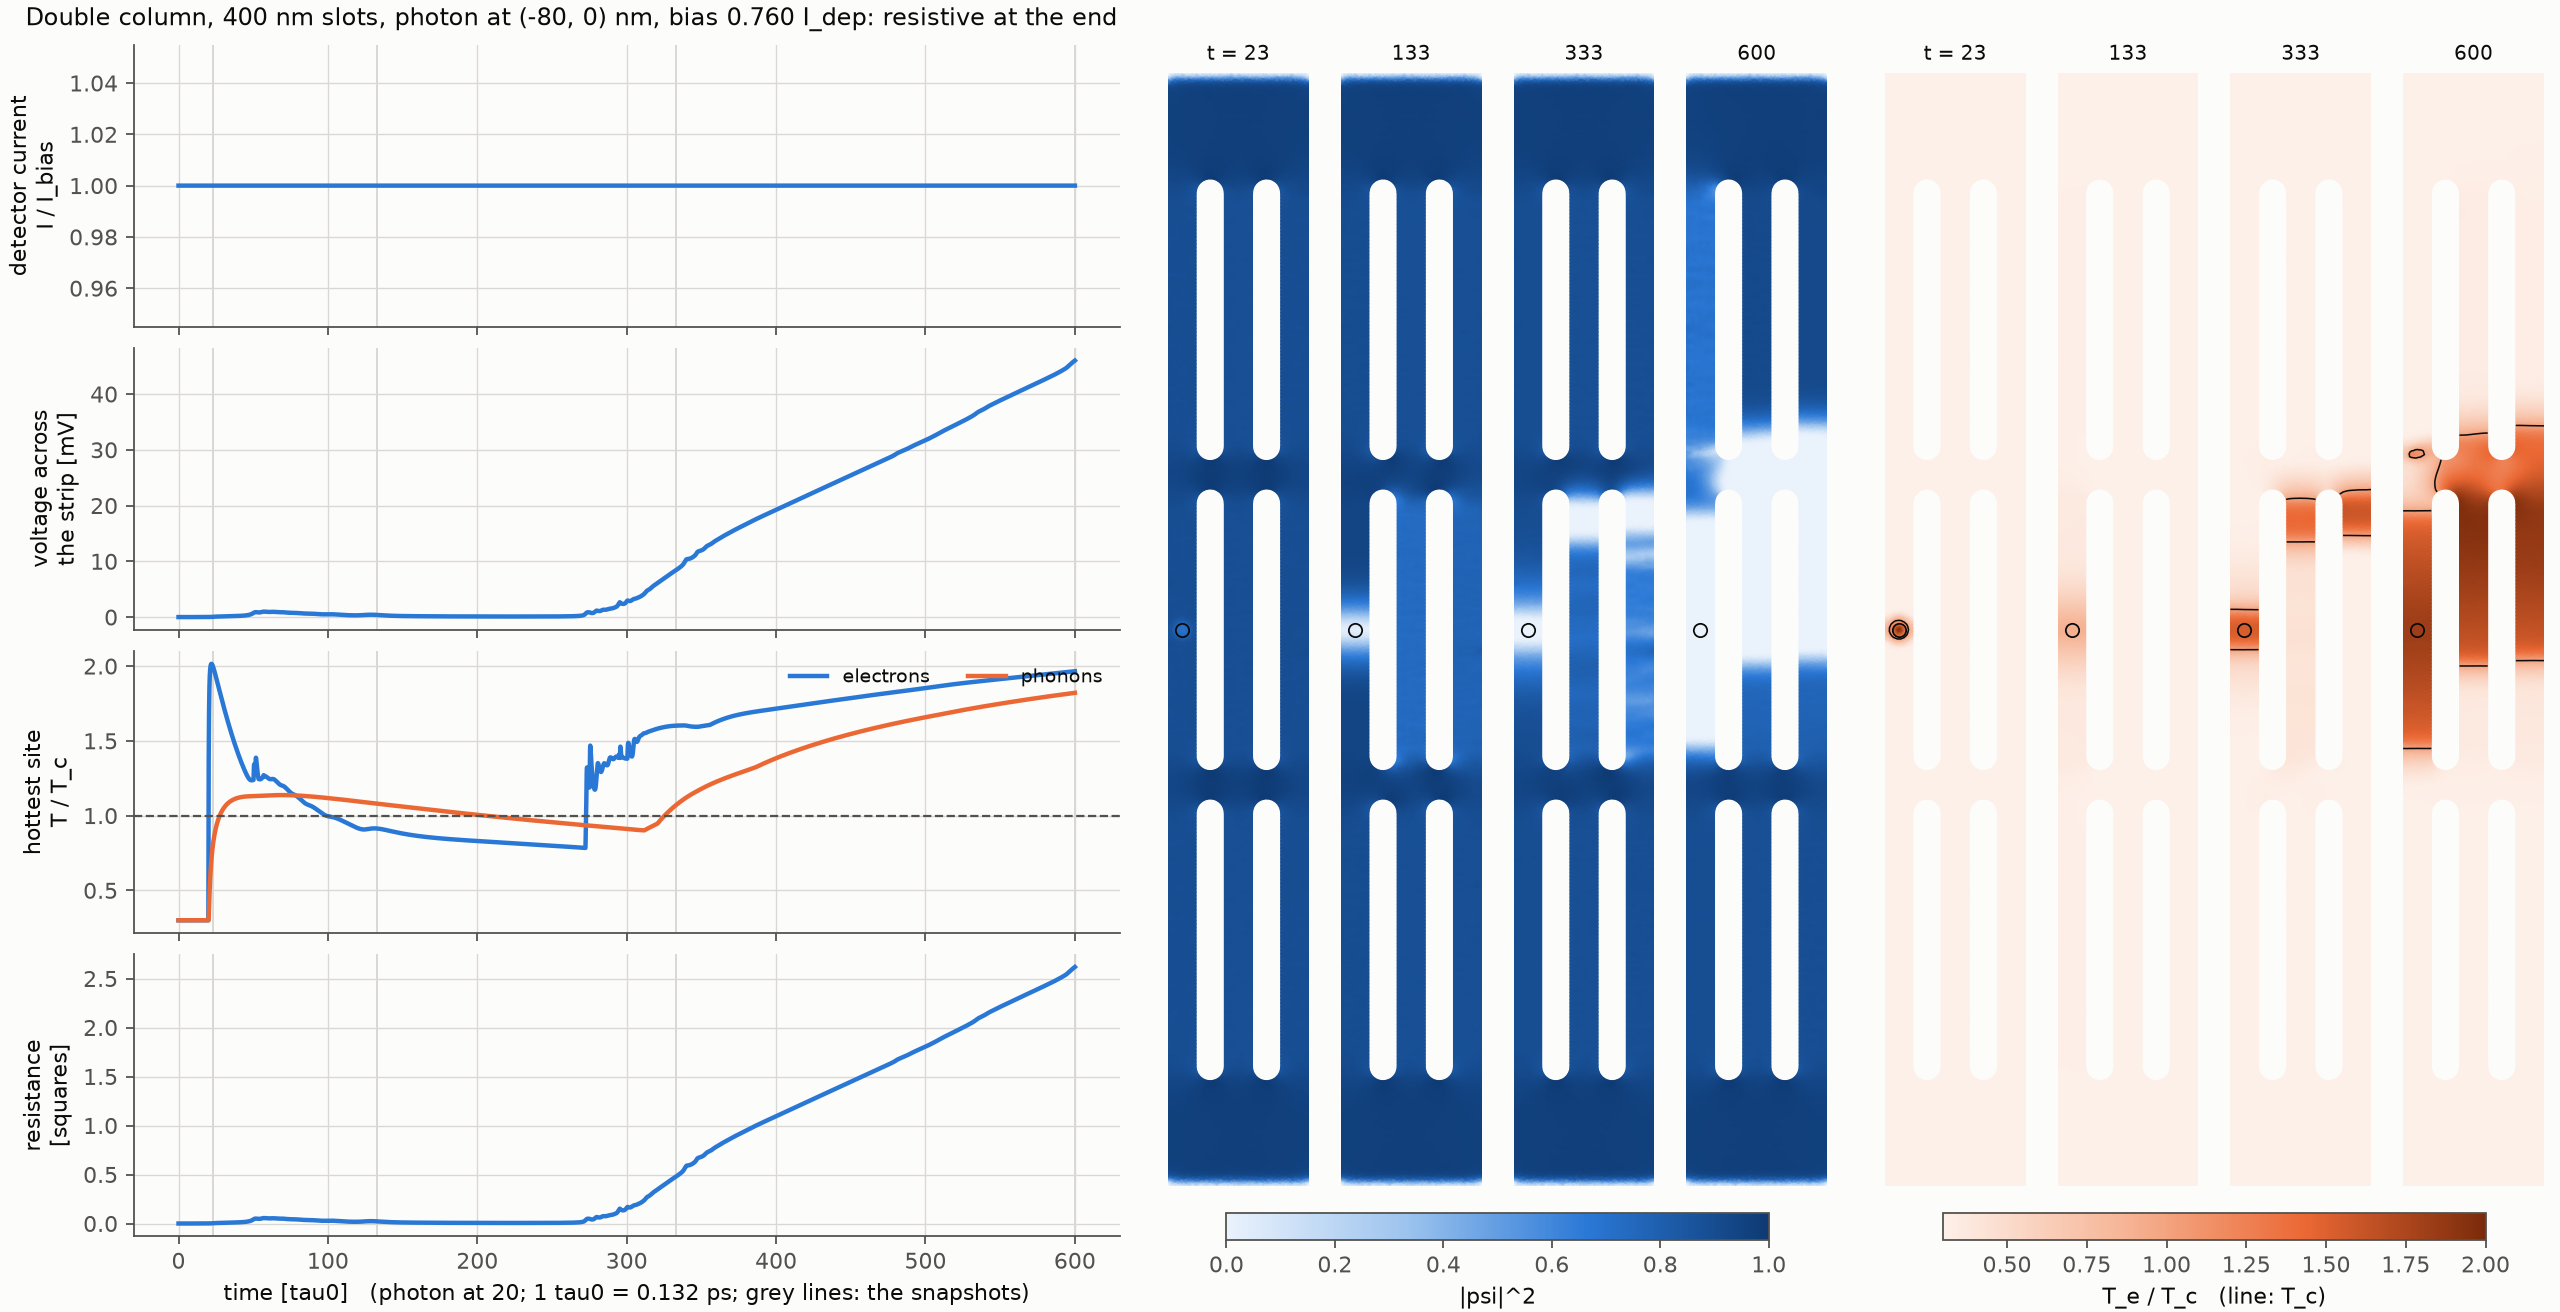 Double column, 400 nm slots, photon at (-80, 0) nm, bias 0.760 I_dep: resistive at the end
detector current
I / I_bias
1.04
1.02
1.00
0.98
0.96
voltage across
the strip [mV]
40
30
20
10
0
hottest site
T / T_c
2.0
1.5
1.0
0.5
electrons
phonons
resistance
[squares]
2.5
2.0
1.5
1.0
0.5
0.0
0 100 200 300 400 500 600
time [tau0]   (photon at 20; 1 tau0 = 0.132 ps; grey lines: the snapshots)
t = 23 133 333 600
0.0 0.2 0.4 0.6 0.8 1.0
|psi|^2
t = 23 133 333 600
0.50 0.75 1.00 1.25 1.50 1.75 2.00
T_e / T_c   (line: T_c)